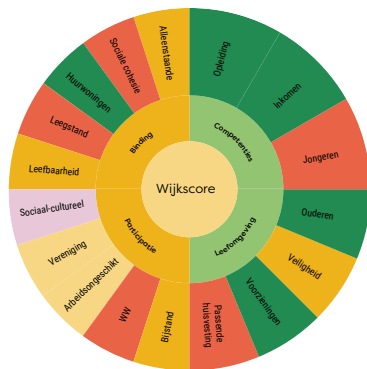 Wijkscore
Competenties
Leefomgeving
Participatie
Binding
Opleiding
Inkomen
Jongeren
Ouderen
Veiligheid
Voorzieningen
Passende
huisvesting
Bijstand
WW
Arbeidsongeschikt
Vereniging
Sociaal-cultureel
Leefbaarheid
Leegstand
Huurwoningen
Sociale cohesie
Alleenstaande